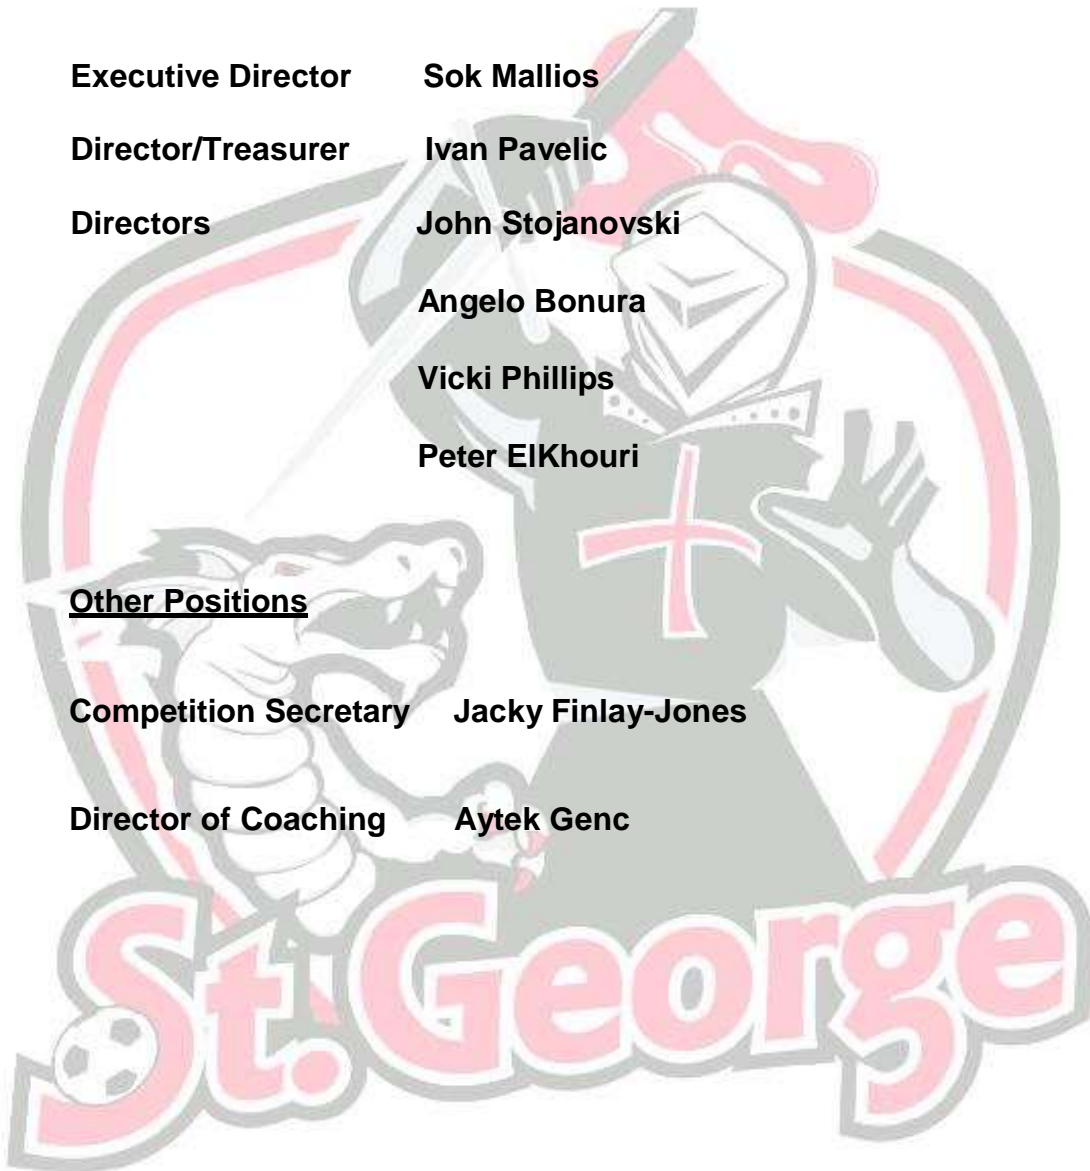 Executive Director Sok Mallios
Director/Treasurer Ivan Pavelic
Directors John Stojanovski
Angelo Bonura
Vicki Phillips
Peter ElKhouri
Other Positions
Competition Secretary Jacky Finlay-Jones
Director of Coaching Aytek Genc
St. George